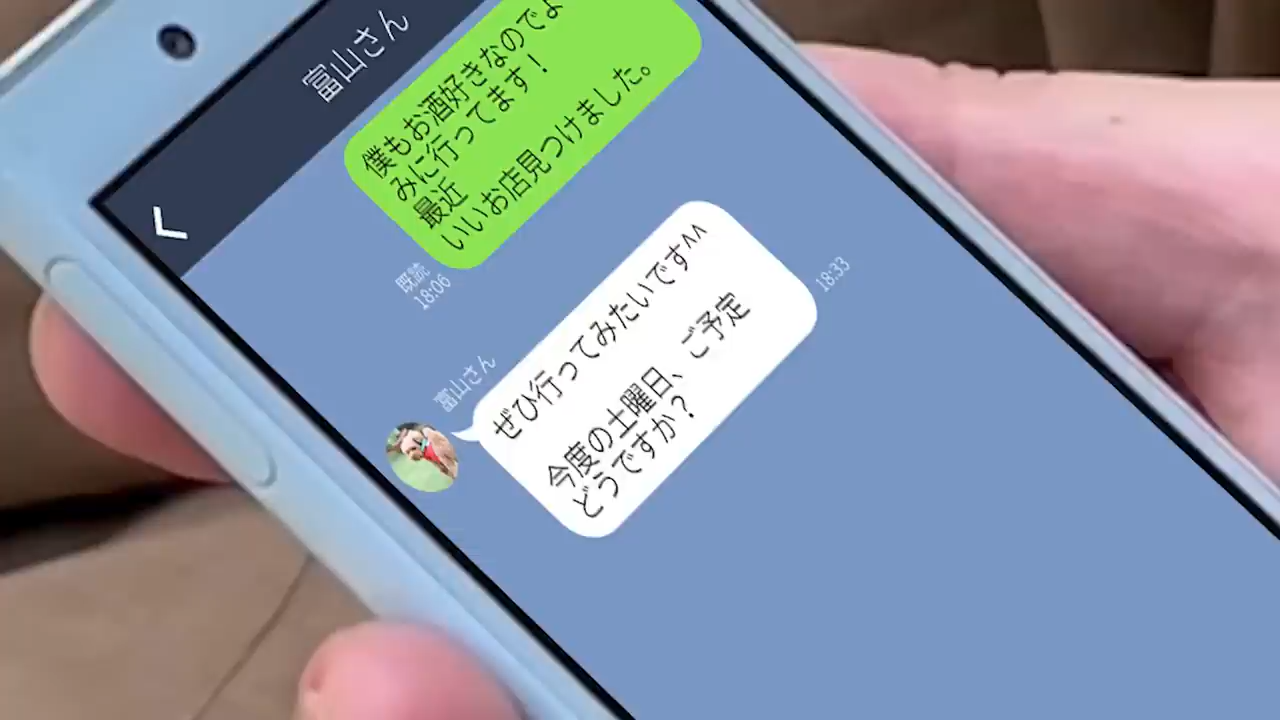 富山さん
僕もお酒好きなのでよ
みに行ってます！
最近
いいお店見つけました。
既読
18:06
富山さん
ぜひ行ってみたいです^^
今度の土曜日、ご予定
どうですか？
18:33